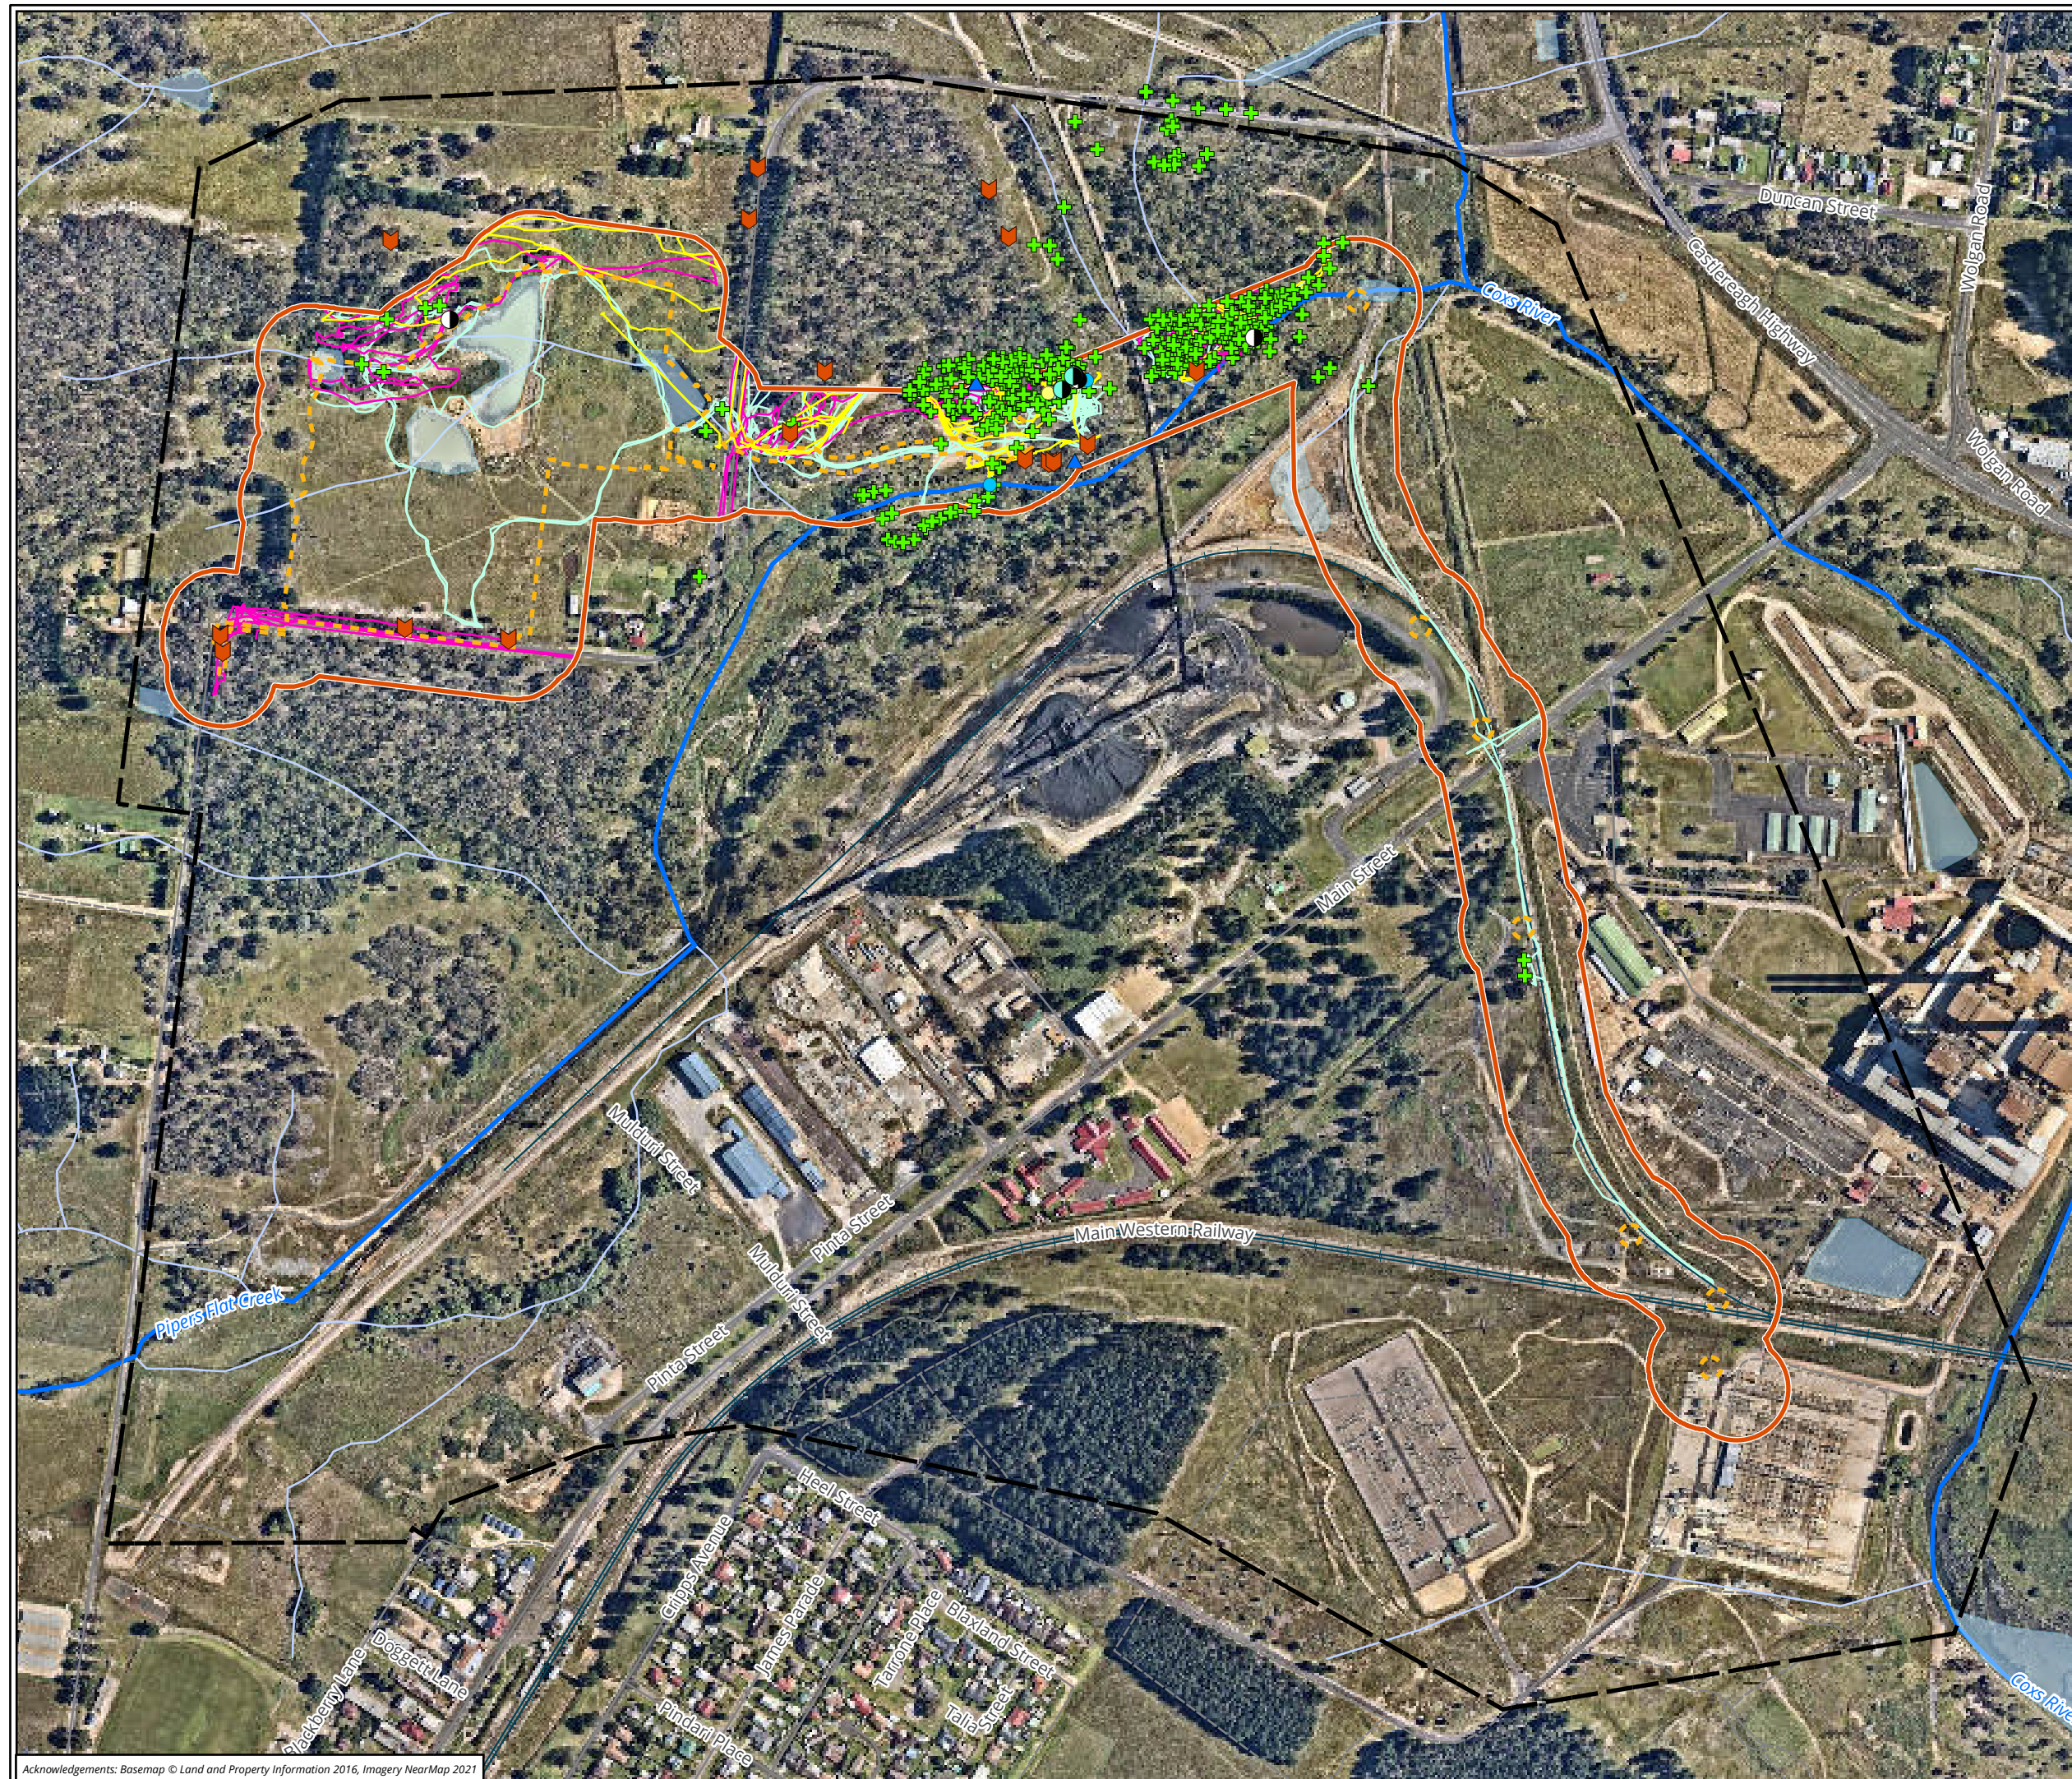 Duncan Street
Wolgan Road
Castlereagh Highway
Coxs River
Wolgan Road
Main Street
Mulduri Street
Pinta Street
Main Western Railway
Mulduri Street
Pipers Flat Creek
Pinta Street
Heel Street
Cripps Avenue
James Parade
Tarrone Place
Blaxland Street
Doggett Lane
Blackberry Lane
Talia Street
Pindari Place
Coxs Rive
Acknowledgements: Basemap © Land and Property Information 2016, Imagery NearMap 2021